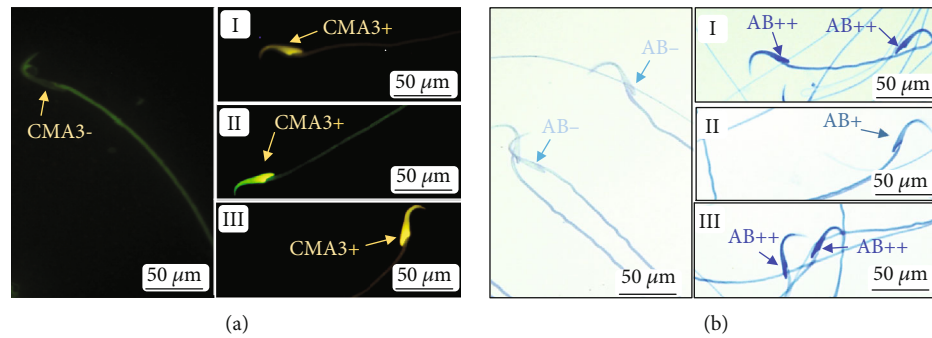 CMA3-
50 μm
I
CMA3+
50 μm
II
CMA3+
50 μm
III
CMA3+
50 μm
(a)
AB–
AB–
50 μm
I
AB++
AB++
50 μm
II
AB+
50 μm
III
AB++
AB++
50 μm
(b)